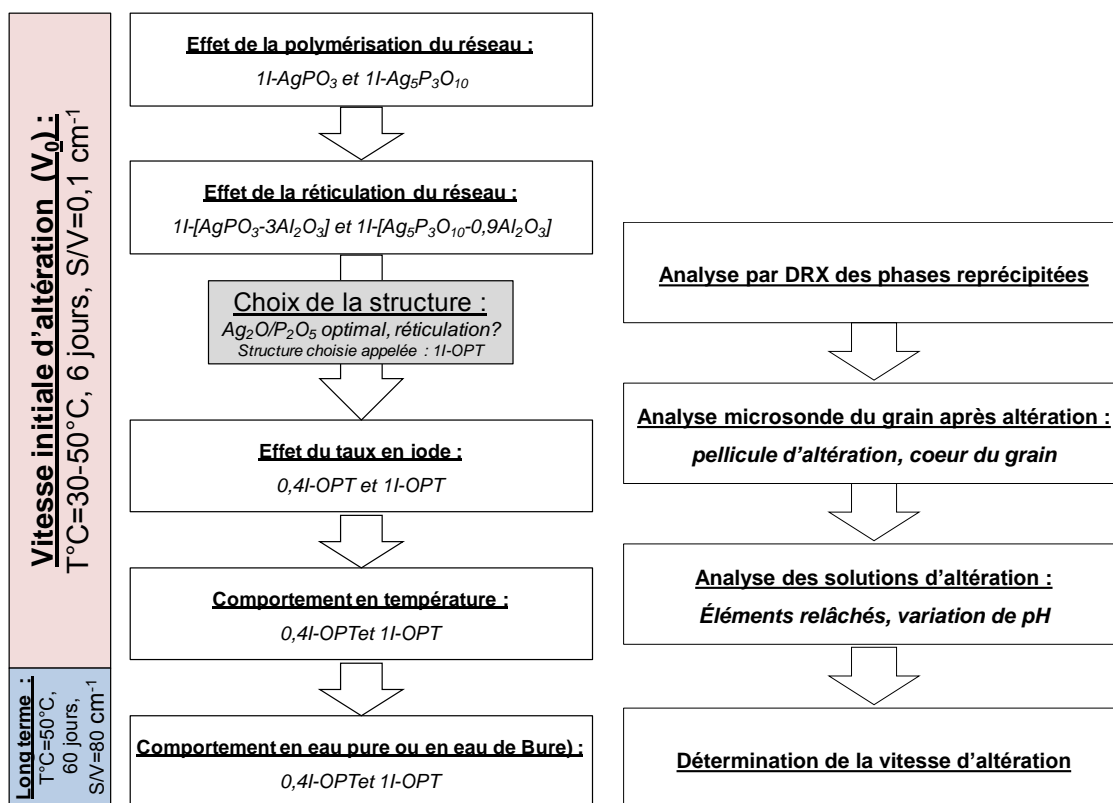 Vitesse initiale d'altération (V₀) :
T°C=30-50°C, 6 jours, S/V=0,1 cm⁻¹
Long terme :
T°C=50°C,
60 jours,
S/V=80 cm⁻¹
Effet de la polymérisation du réseau :
1I-AgPO₃ et 1I-Ag₅P₃O₁₀
Effet de la réticulation du réseau :
1I-[AgPO₃-3Al₂O₃] et 1I-[Ag₅P₃O₁₀-0,9Al₂O₃]
Choix de la structure :
Ag₂O/P₂O₅ optimal, réticulation?
Structure choisie appelée : 1I-OPT
Effet du taux en iode :
0,4I-OPT et 1I-OPT
Comportement en température :
0,4I-OPTet 1I-OPT
Comportement en eau pure ou en eau de Bure) :
0,4I-OPTet 1I-OPT
Analyse par DRX des phases reprécipitées
Analyse microsonde du grain après altération :
pellicule d'altération, coeur du grain
Analyse des solutions d'altération :
Éléments relâchés, variation de pH
Détermination de la vitesse d'altération